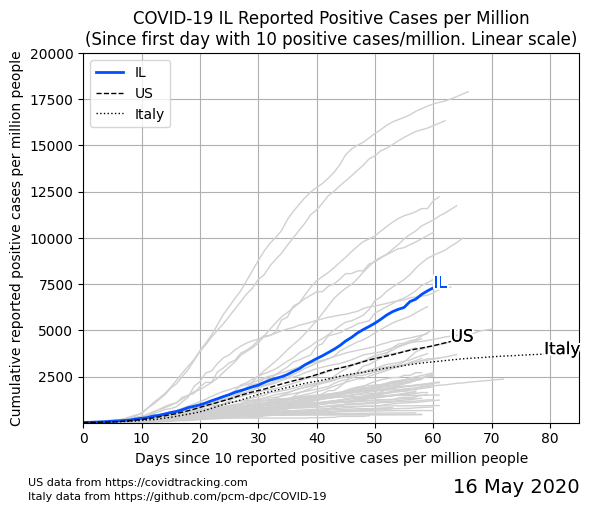 COVID-19 IL Reported Positive Cases per Million
(Since first day with 10 positive cases/million. Linear scale)
Cumulative reported positive cases per million people
20000
17500
15000
12500
10000
7500
5000
2500
IL
US
Italy
IL
US
Italy
0 10 20 30 40 50 60 70 80
Days since 10 reported positive cases per million people
US data from https://covidtracking.com
Italy data from https://github.com/pcm-dpc/COVID-19
16 May 2020